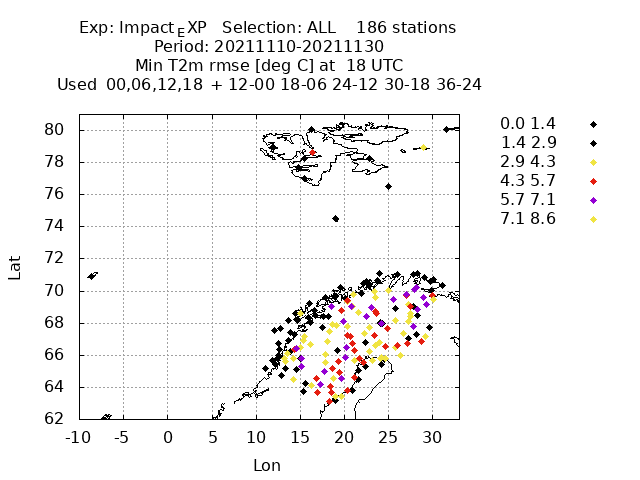 Exp: ImpactEXP Selection: ALL 186 stations
Period: 20211110-20211130
Min T2m rmse [deg C] at 18 UTC
Used 00,06,12,18 + 12-00 18-06 24-12 30-18 36-24
0.0 1.4
1.4 2.9
2.9 4.3
4.3 5.7
5.7 7.1
7.1 8.6
80
78
76
74
72
70
68
66
64
62
Lat
-10 -5 0 5 10 15 20 25 30
Lon